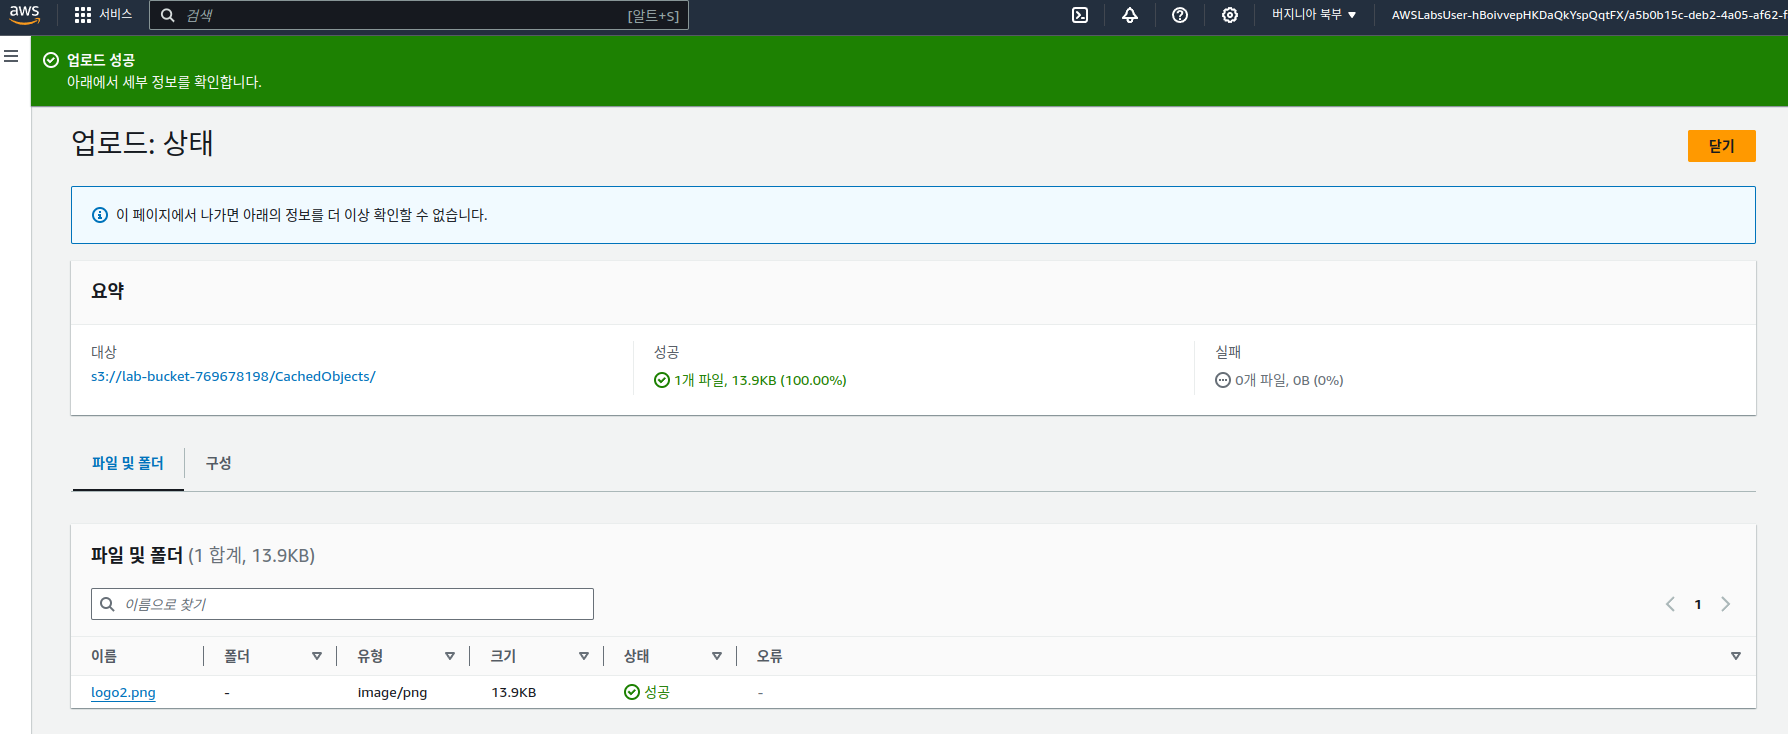 aws
서비스
검색
[알트+S]
버지니아 북부
AWSLabsUser-hBoivvepHKDaQkYspQqtFX/a5b0b15c-deb2-4a05-af62-f
업로드 성공
아래에서 세부 정보를 확인합니다.
업로드: 상태
닫기
이 페이지에서 나가면 아래의 정보를 더 이상 확인할 수 없습니다.
요약
대상
s3://lab-bucket-769678198/CachedObjects/
성공
1개 파일, 13.9KB (100.00%)
실패
0개 파일, 0B (0%)
파일 및 폴더
구성
파일 및 폴더 (1 합계, 13.9KB)
이름으로 찾기
1
이름 폴더 유형 크기 상태 오류
logo2.png - image/png 13.9KB 성공 -